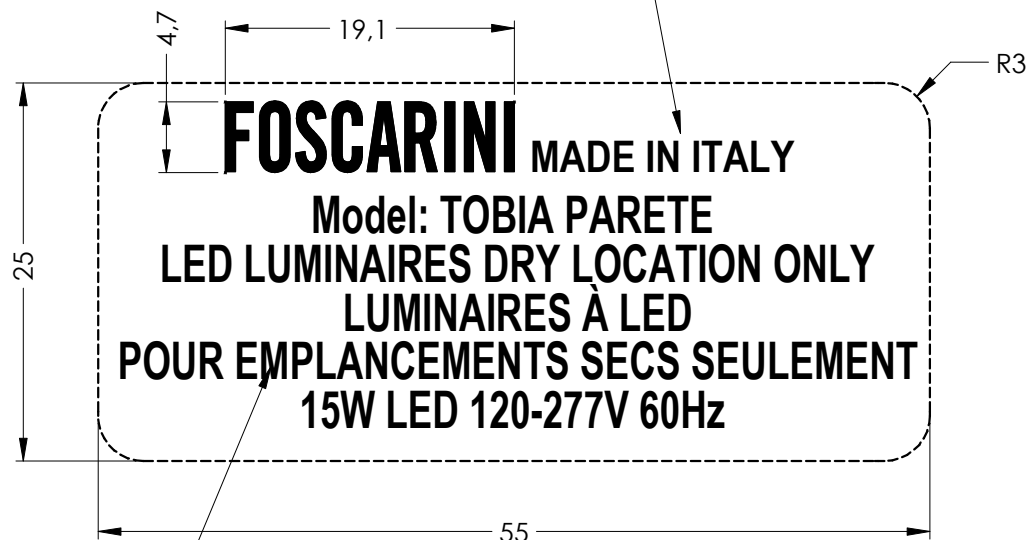 4,7
19,1
R3
FOSCARINI MADE IN ITALY
Model: TOBIA PARETE
LED LUMINAIRES DRY LOCATION ONLY
LUMINAIRES À LED
POUR EMPLANCEMENTS SECS SEULEMENT
15W LED 120-277V 60Hz
25
55